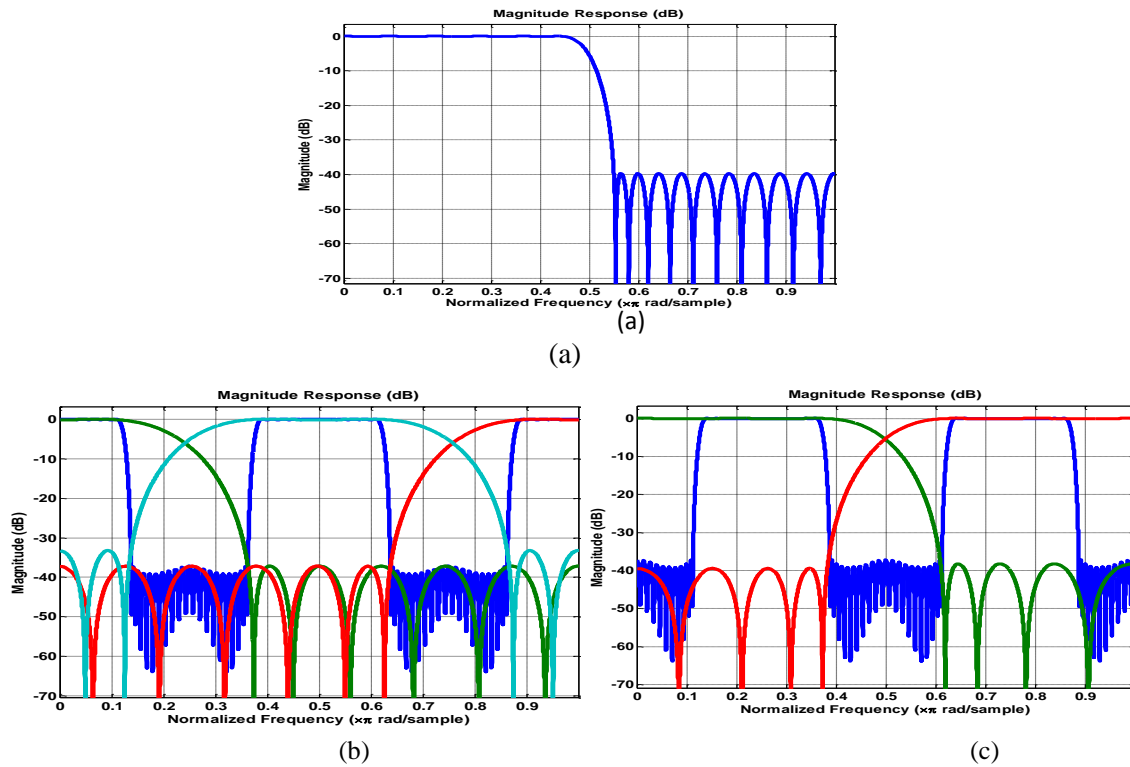 Magnitude Response (dB)
Magnitude (dB)
0
-10
-20
-30
-40
-50
-60
-70
0 0.1 0.2 0.3 0.4 0.5 0.6 0.7 0.8 0.9
Normalized Frequency (×π rad/sample)
(a)
(a)
Magnitude Response (dB)
Magnitude (dB)
0
-10
-20
-30
-40
-50
-60
-70
0 0.1 0.2 0.3 0.4 0.5 0.6 0.7 0.8 0.9
Normalized Frequency (×π rad/sample)
(b)
Magnitude Response (dB)
Magnitude (dB)
0
-10
-20
-30
-40
-50
-60
-70
0 0.1 0.2 0.3 0.4 0.5 0.6 0.7 0.8 0.9
Normalized Frequency (×π rad/sample)
(c)